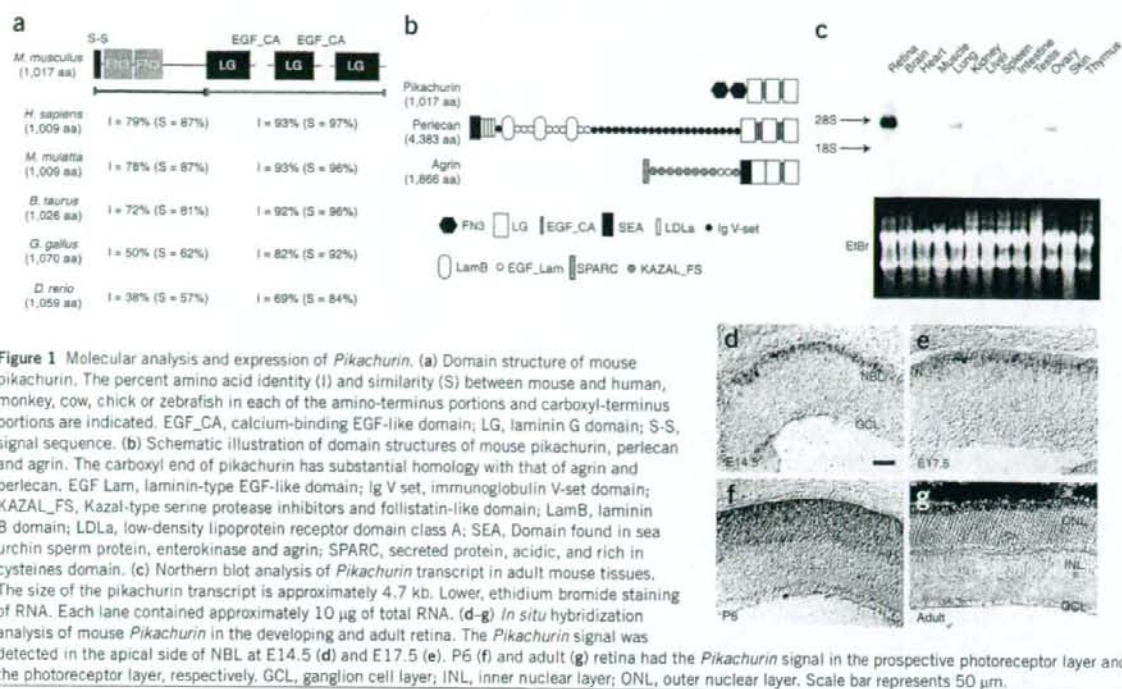 a
S-S
EGF_CA EGF_CA
M. musculus
(1,017 aa)
FN3 FN3 LG LG LG
H. sapiens
(1,009 aa)
I = 79% (S = 87%) I = 93% (S = 97%)
M. mulatta
(1,009 aa)
I = 78% (S = 87%) I = 93% (S = 96%)
B. taurus
(1,026 aa)
I = 72% (S = 81%) I = 92% (S = 96%)
G. gallus
(1,070 aa)
I = 50% (S = 62%) I = 82% (S = 92%)
D. rerio
(1,059 aa)
I = 38% (S = 57%) I = 69% (S = 84%)
b
Pikachurin
(1,017 aa)
Perlecan
(4,383 aa)
Agrin
(1,866 aa)
FN3 LG EGF_CA SEA LDLa Ig V-set
LamB EGF_Lam SPARC KAZAL_FS
c
Retina
Brain
Heart
Muscle
Lung
Kidney
Liver
Spleen
Intestine
Testis
Ovary
Skin
Thymus
28S
18S
EtBr
d
NBL
GCL
E14.5
e
E17.5
f
P6
g
ONL
INL
GCL
Adult
Figure 1 Molecular analysis and expression of Pikachurin. (a) Domain structure of mouse
pikachurin. The percent amino acid identity (I) and similarity (S) between mouse and human,
monkey, cow, chick or zebrafish in each of the amino-terminus portions and carboxyl-terminus
portions are indicated. EGF_CA, calcium-binding EGF-like domain; LG, laminin G domain; S-S,
signal sequence. (b) Schematic illustration of domain structures of mouse pikachurin, perlecan
and agrin. The carboxyl end of pikachurin has substantial homology with that of agrin and
perlecan. EGF Lam, laminin-type EGF-like domain; Ig V set, immunoglobulin V-set domain;
KAZAL_FS, Kazal-type serine protease inhibitors and follistatin-like domain; LamB, laminin
B domain; LDLa, low-density lipoprotein receptor domain class A; SEA, Domain found in sea
urchin sperm protein, enterokinase and agrin; SPARC, secreted protein, acidic, and rich in
cysteines domain. (c) Northern blot analysis of Pikachurin transcript in adult mouse tissues.
The size of the pikachurin transcript is approximately 4.7 kb. Lower, ethidium bromide staining
of RNA. Each lane contained approximately 10 μg of total RNA. (d–g) In situ hybridization
analysis of mouse Pikachurin in the developing and adult retina. The Pikachurin signal was
detected in the apical side of NBL at E14.5 (d) and E17.5 (e). P6 (f) and adult (g) retina had the Pikachurin signal in the prospective photoreceptor layer and
the photoreceptor layer, respectively. GCL, ganglion cell layer; INL, inner nuclear layer; ONL, outer nuclear layer. Scale bar represents 50 μm.